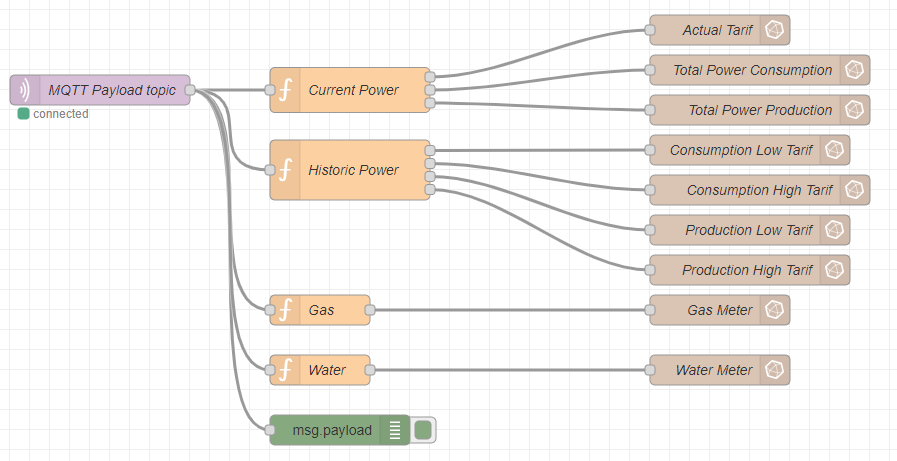 Actual Tarif
Total Power Consumption
MQTT Payload topic
Current Power
connected
Total Power Production
Consumption Low Tarif
Historic Power
Consumption High Tarif
Production Low Tarif
Production High Tarif
Gas
Gas Meter
Water
Water Meter
msg.payload